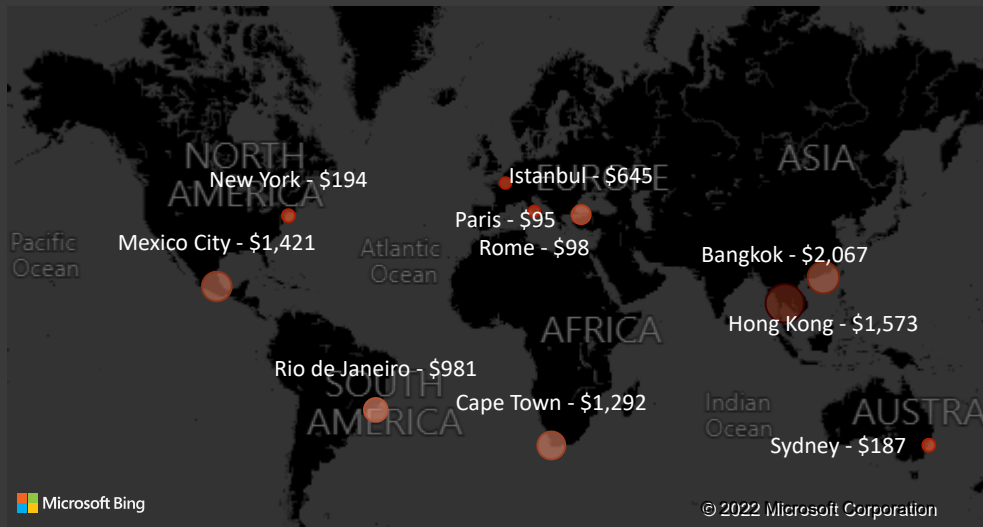 NORTH
AMERICA
New York - $194
Istanbul - $645
EUROPE
ASIA
Paris - $95
Rome - $98
Mexico City - $1,421
Pacific
Ocean
Atlantic
Ocean
Bangkok - $2,067
Hong Kong - $1,573
AFRICA
Rio de Janeiro - $981
SOUTH
AMERICA
Cape Town - $1,292
Indian
Ocean
AUSTRA
Sydney - $187
Microsoft Bing
© 2022 Microsoft Corporation